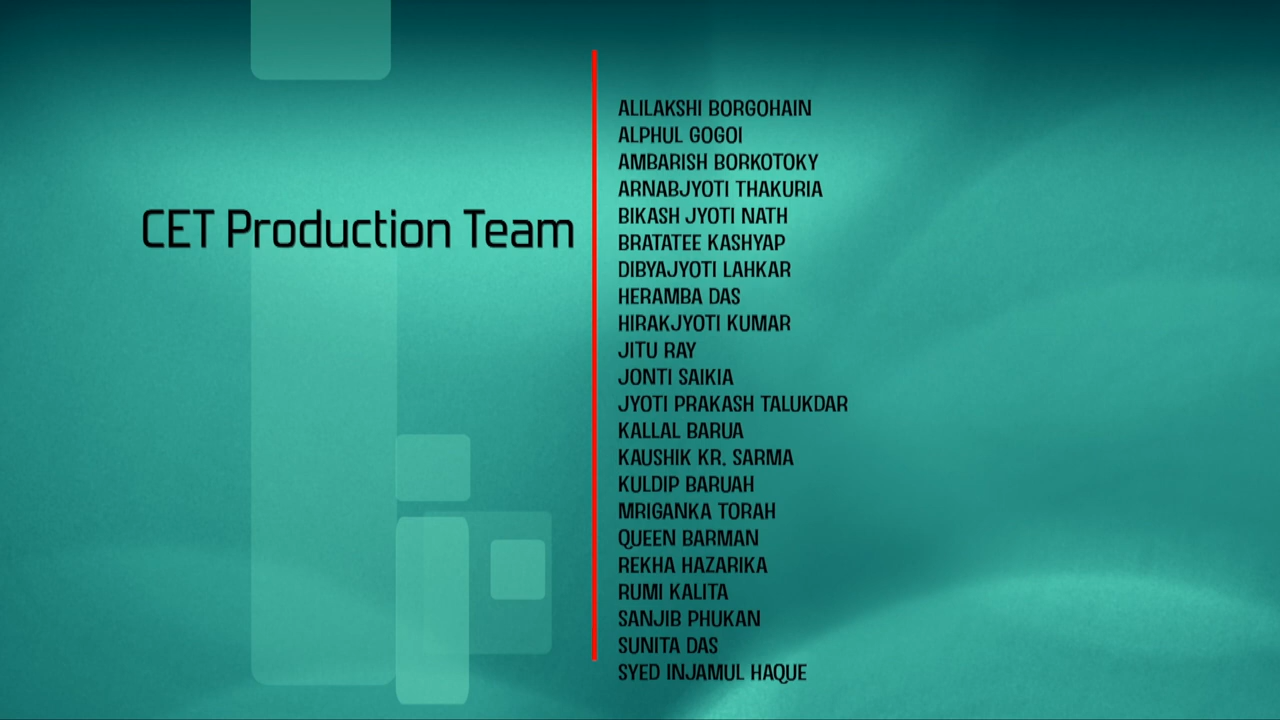 CET Production Team
ALILAKSHI BORGOHAIN
ALPHUL GOGOI
AMBARISH BORKOTOKY
ARNABJYOTI THAKURIA
BIKASH JYOTI NATH
BRATATEE KASHYAP
DIBYAJYOTI LAHKAR
HERAMBA DAS
HIRAKJYOTI KUMAR
JITU RAY
JONTI SAIKIA
JYOTI PRAKASH TALUKDAR
KALLAL BARUA
KAUSHIK KR. SARMA
KULDIP BARUAH
MRIGANKA TORAH
QUEEN BARMAN
REKHA HAZARIKA
RUMI KALITA
SANJIB PHUKAN
SUNITA DAS
SYED INJAMUL HAQUE